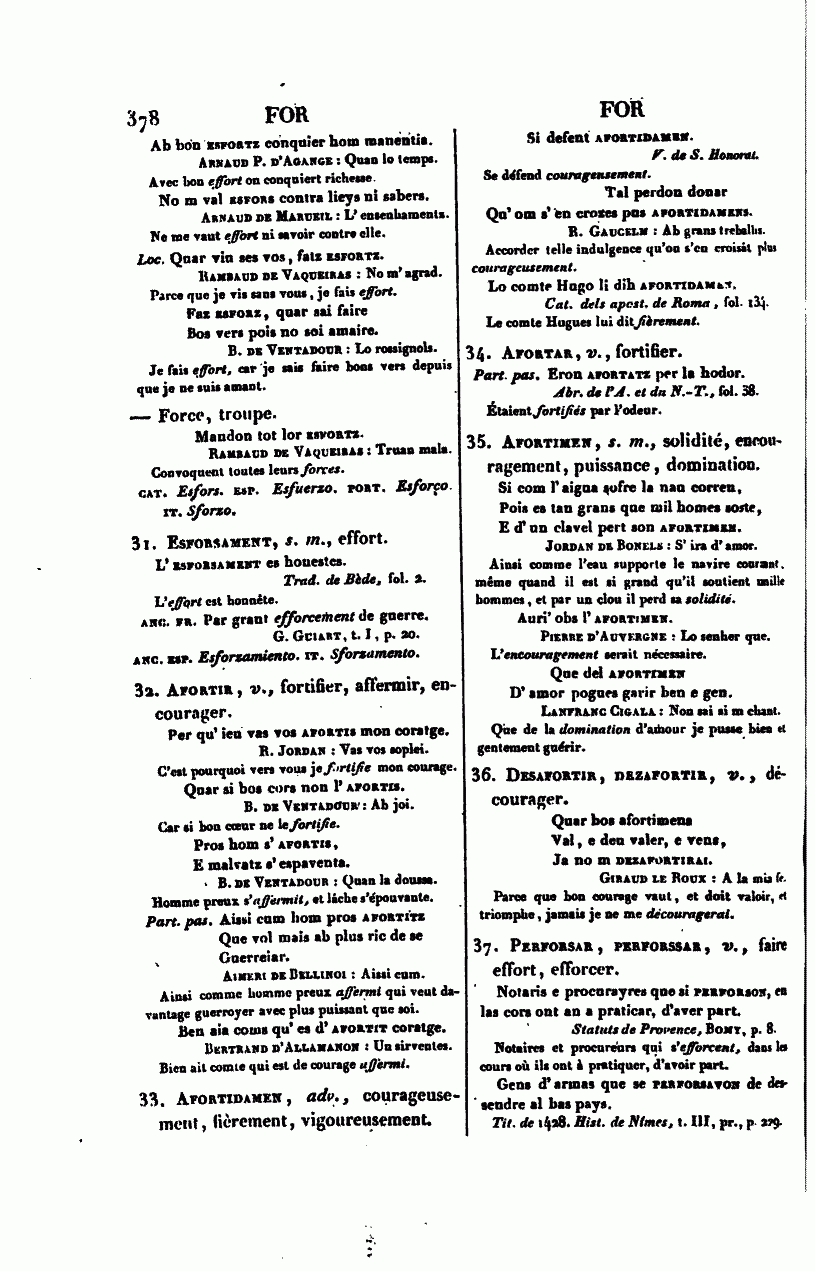 378 FOR
Ab bon ESFORTZ conquier hom manentia.
ARNAUD P. D'AGANGE : Quan lo temps.
Avec bon effort on conquiert richesse.
No m val ESFORS contra lieys ni sabers.
ARNAUD DE MARUEIL : L' ensenhamentz.
Ne me vaut effort ni savoir contre elle.
Loc. Quar viu ses vos, fatz ESFORTZ.
RAMBAUD DE VAQUEIRAS : No m' agrad.
Parce que je vis sans vous, je fais effort.
Faz ESFORZ, quar sai faire
Bos vers pois no soi amaire.
B. DE VENTADOUR : Lo rossignols.
Je fais effort, car je sais faire bons vers depuis
que je ne suis amant.
— Force, troupe.
Mandon tot lor ESFORTZ.
RAMBAUD DE VAQUEIRAS : Truan mala.
Convoquent toutes leurs forces.
CAT. Esfors. ESP. Esfuerzo. PORT. Esforço.
IT. Sforzo.
31. ESFORSAMENT, s. m., effort.
L' ESFORSAMENT es honestes.
Trad. de Bède, fol. 2.
L'effort est honnête.
ANC. FR. Par grant efforcement de guerre.
G. GUIART, t. I, p. 20.
ANC. ESP. Esforzamiento. IT. Sforzamento.
32. AFORTIR, v., fortifier, affermir, en-
courager.
Per qu' ieu vas vos AFORTIS mon coratge.
R. JORDAN : Vas vos soplei.
C'est pourquoi vers vous je fortifie mon courage.
Quar si bos cors non l' AFORTIS.
B. DE VENTADOUR : Ab joi.
Car si bon cœur ne le fortifie.
Pros hom s' AFORTIS,
E malvatz s' espaventa.
B. DE VENTADOUR : Quan la doussa.
Homme preux s'affermit, et lâche s'épouvante.
Part. pas. Aissi cum hom pros AFORTITZ
Que vol mais ab plus ric de se
Guerreiar.
AIMERI DE BELLINOI : Aissi cum.
Ainsi comme homme preux affermi qui veut da-
vantage guerroyer avec plus puissant que soi.
Ben aia coms qu' es d' AFORTIT coratge.
BERTRAND D'ALLAMANON : Un sirventes.
Bien ait comte qui est de courage affermi.
33. AFORTIDAMEN, adv., courageuse-
ment, fièrement, vigoureusement.
FOR
Si defent AFORTIDAMEN.
V. de S. Honorat.
Se défend courageusement.
Tal perdon donar
Qu' om s' en crozes pus AFORTIDAMENS.
R. GAUCELM : Ab grans trebalhs.
Accorder telle indulgence qu'on s'en croisât plus
courageusement.
Lo comte Hugo li dih AFORTIDAMEN.
Cat. dels apost. de Roma, fol. 134.
Le comte Hugues lui dit fièrement.
34. AFORTAR, v., fortifier.
Part. pas. Eron AFORTATZ per la hodor.
Abr. de l'A. et du N.-T., fol. 38.
Étaient fortifiés par l'odeur.
35. AFORTIMEN, s. m., solidité, encou-
ragement, puissance, domination.
Si com l' aigua sofre la nau corren,
Pois es tan grans que mil homes soste,
E d' un clavel pert son AFORTIMEN.
JORDAN DE BONELS : S' ira d' amor.
Ainsi comme l'eau supporte le navire courant,
même quand il est si grand qu'il soutient mille
hommes, et par un clou il perd sa solidité.
Auri' obs l' AFORTIMEN.
PIERRE D'AUVERGNE : Lo senher que.
L'encouragement serait nécessaire.
Que del AFORTIMEN
D' amor pogues garir ben e gen.
LANFRANC CIGALA : Non sai si m chant.
Que de la domination d'amour je pusse bien et
gentement guérir.
36. DESAFORTIR, DEZAFORTIR, v., dé-
courager.
Quar bos afortimens
Val, e deu valer, e vens,
Ja no m DEZAFORTIRAI.
GIRAUD LE ROUX : A la mia fe.
Parce que bon courage vaut, et doit valoir, et
triomphe, jamais je ne me découragerai.
37. PERFORSAR, PERFORSSAR, v., faire
effort, efforcer.
Notaris e procurayres que si PERFORSON, en
las cors ont an a praticar, d'aver part.
Statuts de Provence, BOMY, p. 8.
Notaires et procureurs qui s'efforcent, dans les
cours où ils ont à pratiquer, d'avoir part.
Gens d' armas que se PERFORSAVON de des-
sendre al bas pays.
Tit. de 1428. Hist. de Nîmes, t. III, pr., p. 229.